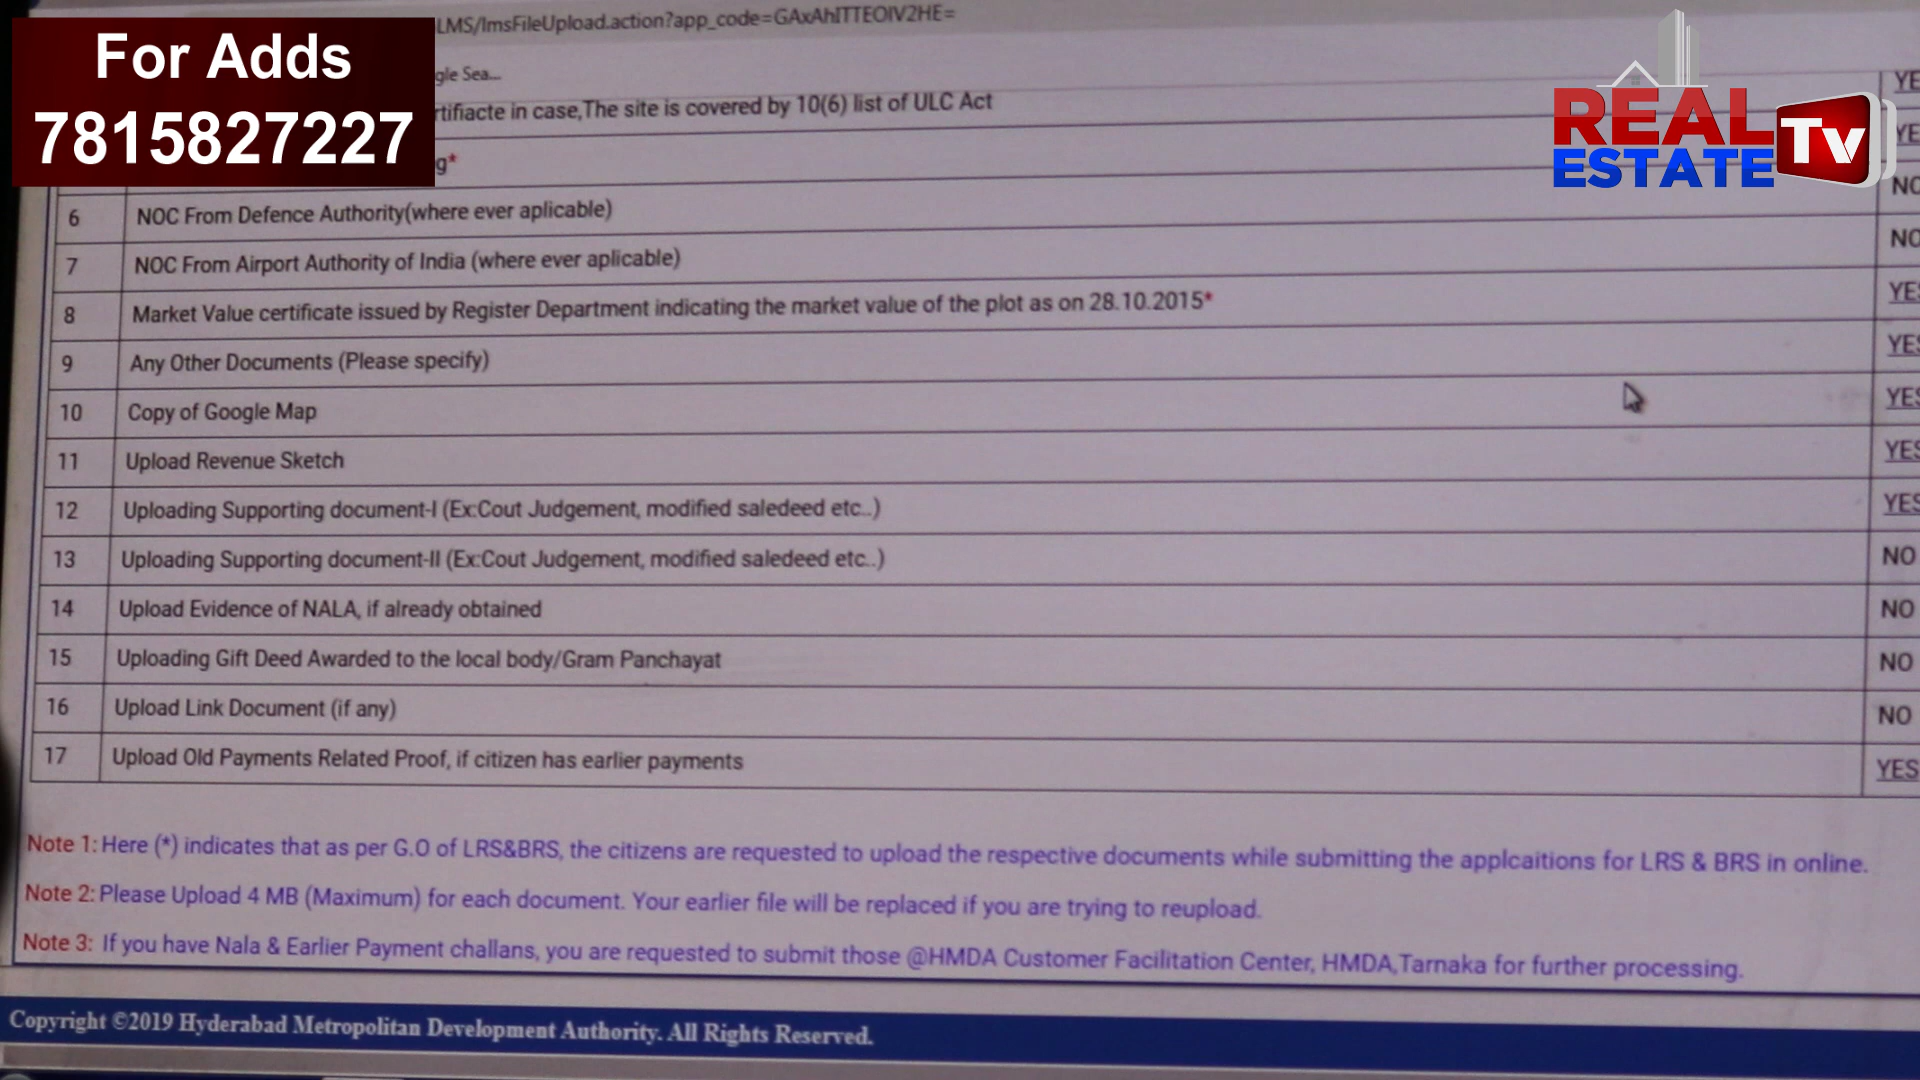 LMS/lmsFileUpload.action?app_code=GAxAhITTEOIV2HE=
For Adds
7815827227
gle Sea...
REAL
ESTATE Tv
rtifiacte in case,The site is covered by 10(6) list of ULC Act YE
g* YE
6 NOC From Defence Authority(where ever aplicable) NO
7 NOC From Airport Authority of India (where ever aplicable) NO
8 Market Value certificate issued by Register Department indicating the market value of the plot as on 28.10.2015* YES
9 Any Other Documents (Please specify) YES
10 Copy of Google Map YES
11 Upload Revenue Sketch YES
12 Uploading Supporting document-I (Ex:Cout Judgement, modified saledeed etc..) YES
13 Uploading Supporting document-II (Ex:Cout Judgement, modified saledeed etc..) NO
14 Upload Evidence of NALA, if already obtained NO
15 Uploading Gift Deed Awarded to the local body/Gram Panchayat NO
16 Upload Link Document (if any) NO
17 Upload Old Payments Related Proof, if citizen has earlier payments YES
Note 1: Here (*) indicates that as per G.O of LRS&BRS, the citizens are requested to upload the respective documents while submitting the applcaitions for LRS & BRS in online.
Note 2: Please Upload 4 MB (Maximum) for each document. Your earlier file will be replaced if you are trying to reupload.
Note 3: If you have Nala & Earlier Payment challans, you are requested to submit those @HMDA Customer Facilitation Center, HMDA,Tarnaka for further processing.
Copyright ©2019 Hyderabad Metropolitan Development Authority. All Rights Reserved.